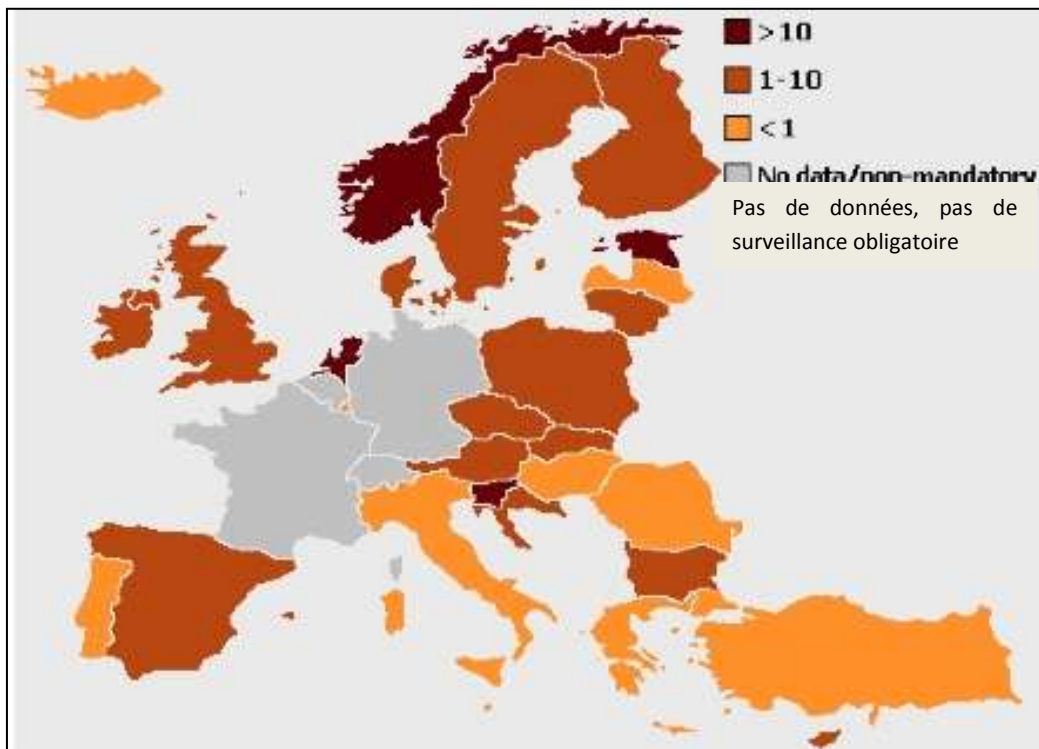 >10
1-10
<1
No data/non-mandatory
Pas de données, pas de
surveillance obligatoire